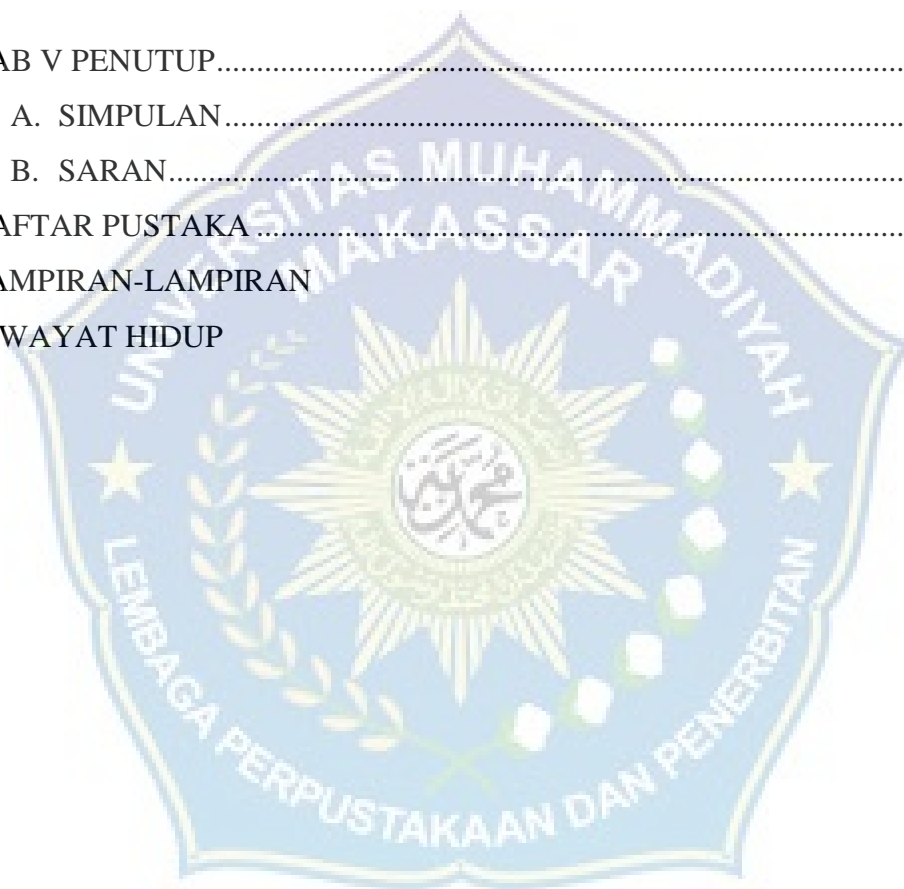 AB V PENUTUP
A. SIMPULAN
B. SARAN
AFTAR PUSTAKA
AMPIRAN-LAMPIRAN
WAYAT HIDUP
UNIVERSITAS MUHAMMADIYAH
MAKASSAR
LEMBAGA PERPUSTAKAAN DAN PENERBITAN